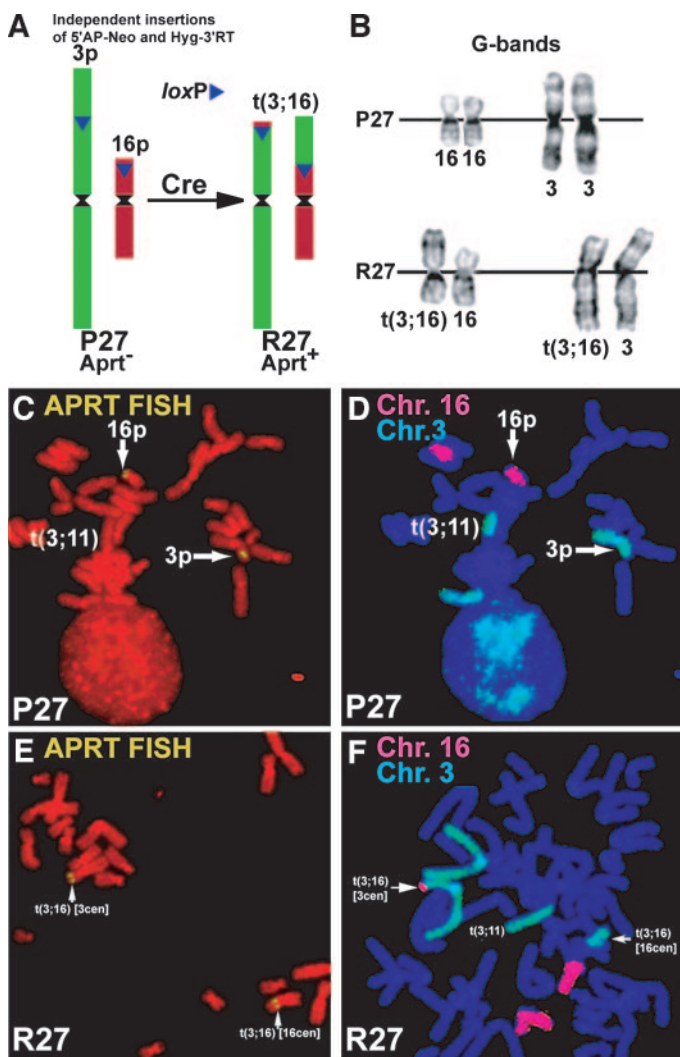 A
Independent insertions
of 5'AP-Neo and Hyg-3'RT
3p
loxP
t(3;16)
16p
Cre
P27
Aprt-
R27
Aprt+
B
G-bands
P27
16 16
3 3
R27
t(3;16) 16
t(3;16) 3
C APRT FISH
16p
t(3;11)
3p
P27
D Chr. 16
Chr.3
16p
t(3;11)
3p
P27
E APRT FISH
t(3;16) [3cen]
t(3;16) [16cen]
R27
F Chr. 16
Chr. 3
t(3;16)
[3cen]
t(3;11)
t(3;16)
[16cen]
R27